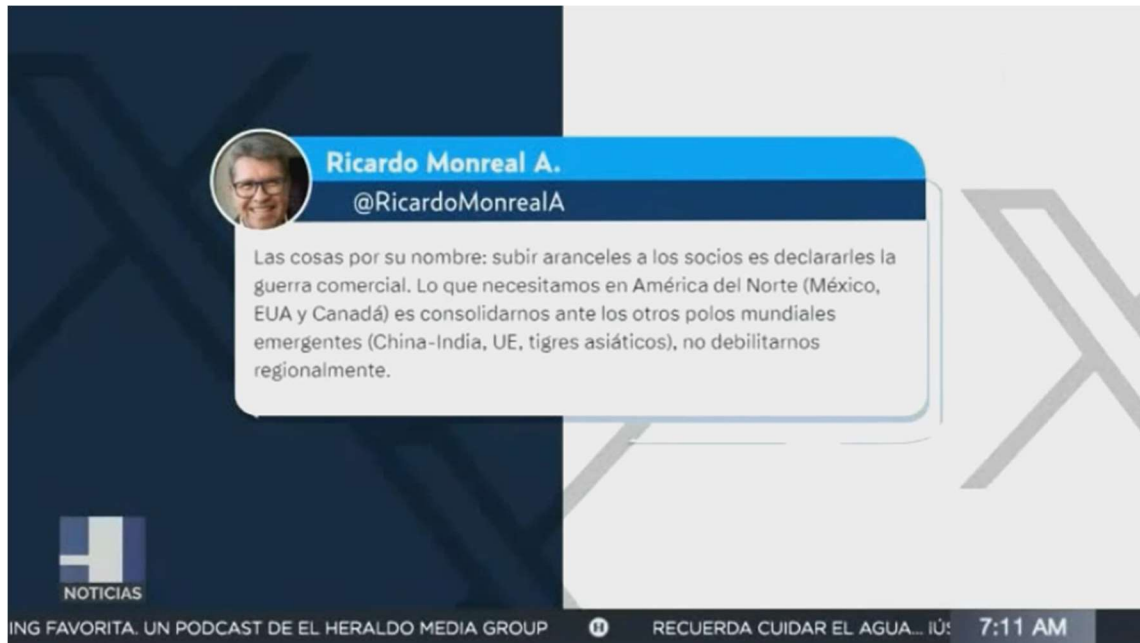 Ricardo Monreal A.
@RicardoMonrealA
Las cosas por su nombre: subir aranceles a los socios es declararles la
guerra comercial. Lo que necesitamos en América del Norte (México,
EUA y Canadá) es consolidarnos ante los otros polos mundiales
emergentes (China-India, UE, tigres asiáticos), no debilitarnos
regionalmente.
NOTICIAS
ING FAVORITA. UN PODCAST DE EL HERALDO MEDIA GROUP H RECUERDA CUIDAR EL AGUA... 7:11 AM